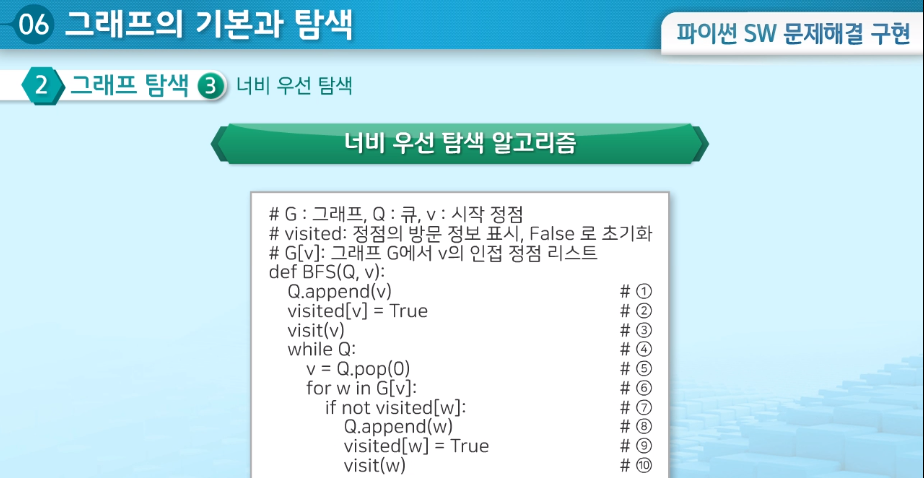 06 그래프의 기본과 탐색
파이썬 SW 문제해결 구현
2 그래프 탐색 3 너비 우선 탐색
너비 우선 탐색 알고리즘
# G : 그래프, Q : 큐, v : 시작 정점
# visited: 정점의 방문 정보 표시, False 로 초기화
# G[v]: 그래프 G에서 v의 인접 정점 리스트
def BFS(Q, v):
Q.append(v) # ①
visited[v] = True # ②
visit(v) # ③
while Q: # ④
v = Q.pop(0) # ⑤
for w in G[v]: # ⑥
if not visited[w]: # ⑦
Q.append(w) # ⑧
visited[w] = True # ⑨
visit(w) # ⑩